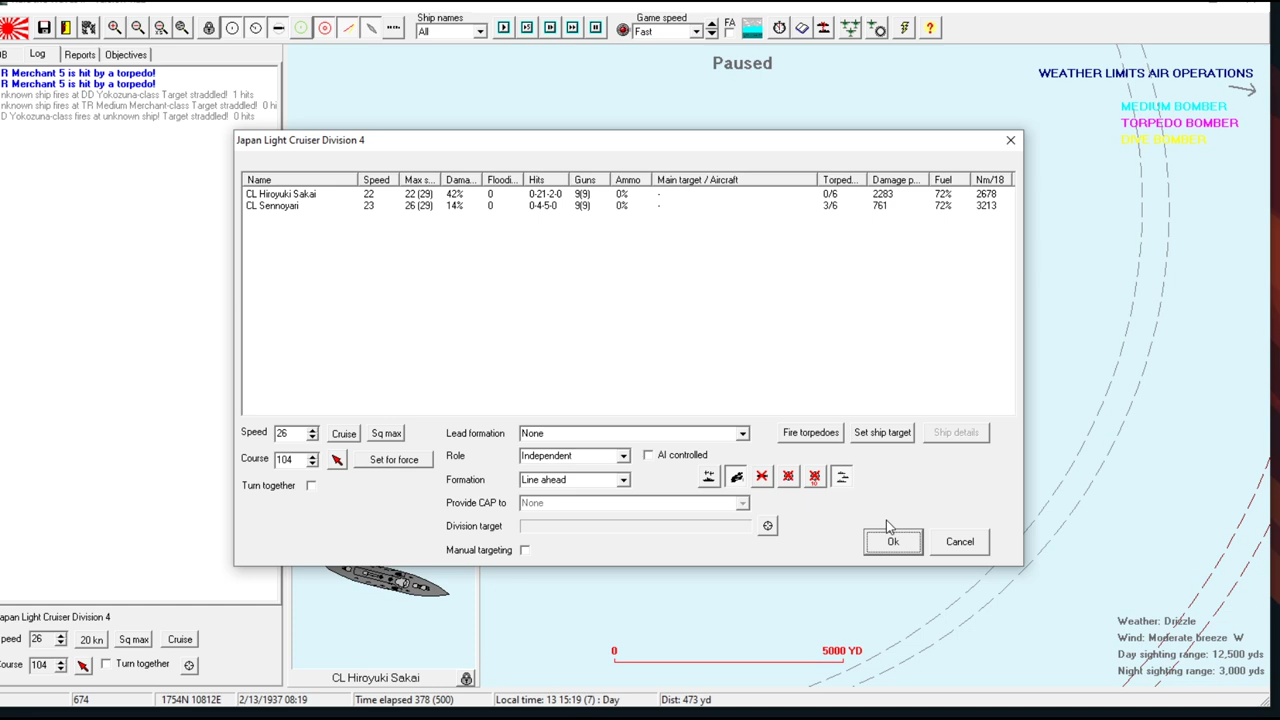 Ship names
All
Game speed
Fast
FA
Log
Reports
Objectives
Paused
WEATHER LIMITS AIR OPERATIONS
MEDIUM BOMBER
TORPEDO BOMBER
DIVE BOMBER
R Merchant 5 is hit by a torpedo!
R Merchant 5 is hit by a torpedo!
nknown ship fires at DD Yokozuna-class Target straddled! 1 hits
nknown ship fires at TR Medium Merchant-class Target straddled! 0 hi
D Yokozuna-class fires at unknown ship! Target straddled! 0 hits
Japan Light Cruiser Division 4
Name Speed Max s... Dama... Floodi... Hits Guns Ammo Main target / Aircraft Torped... Damage p... Fuel Nm/18
CL Hiroyuki Sakai 22 22 (29) 42% 0 0-21-2-0 9(9) 0% - 0/6 2283 72% 2678
CL Sennoyari 23 26 (29) 14% 0 0-4-5-0 9(9) 0% - 3/6 761 72% 3213
Speed 26 Cruise Sq max
Course 104 Set for force
Turn together
Lead formation None
Role Independent AI controlled
Formation Line ahead
Provide CAP to None
Division target
Manual targeting
Fire torpedoes Set ship target Ship details
10
Ok Cancel
apan Light Cruiser Division 4
peed 26 20 kn Sq max Cruise
Course 104 Turn together
CL Hiroyuki Sakai
0 5000 YD
Weather: Drizzle
Wind: Moderate breeze W
Day sighting range: 12,500 yds
Night sighting range: 3,000 yds
674 1754N 10812E 2/13/1937 08:19 Time elapsed 378 (500) Local time: 13 15:19 (7) : Day Dist: 473 yd